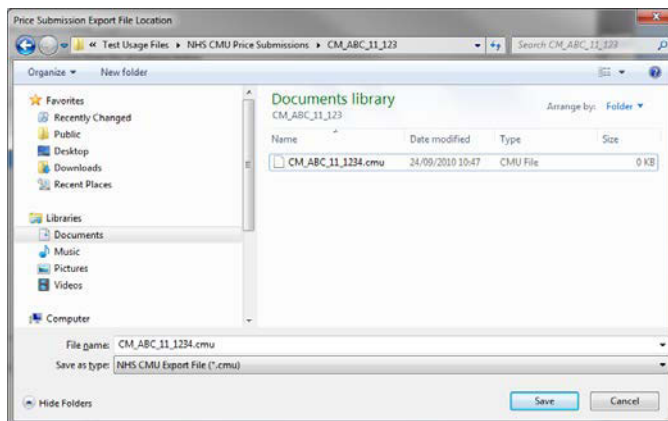 Price Submission Export File Location
« Test Usage Files ▸ NHS CMU Price Submissions ▸ CM_ABC_11_123
Search CM_ABC_11_123
Organize ▾ New folder
Favorites
Recently Changed
Public
Desktop
Downloads
Recent Places
Libraries
Documents
Music
Pictures
Videos
Computer
Documents library
CM_ABC_11_123
Arrange by: Folder ▾
Name Date modified Type Size
CM_ABC_11_1234.cmu 24/09/2010 10:47 CMU File 0 KB
File name: CM_ABC_11_1234.cmu
Save as type: NHS CMU Export File (*.cmu)
Hide Folders
Save Cancel